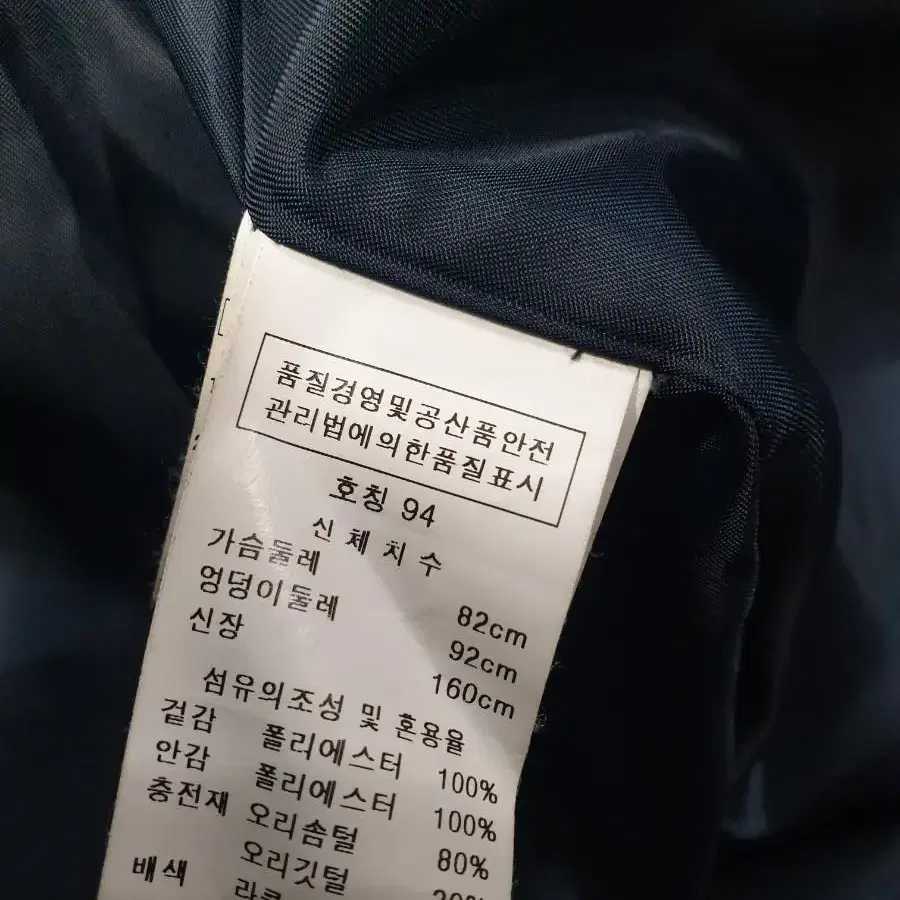 품질경영및공산품안전
관리법에의한품질표시
호칭 94
신체치수
가슴둘레 82cm
엉덩이둘레 92cm
신장 160cm
섬유의조성 및 혼용율
겉감 폴리에스터 100%
안감 폴리에스터 100%
충전재 오리솜털 80%
오리깃털 20%
배색